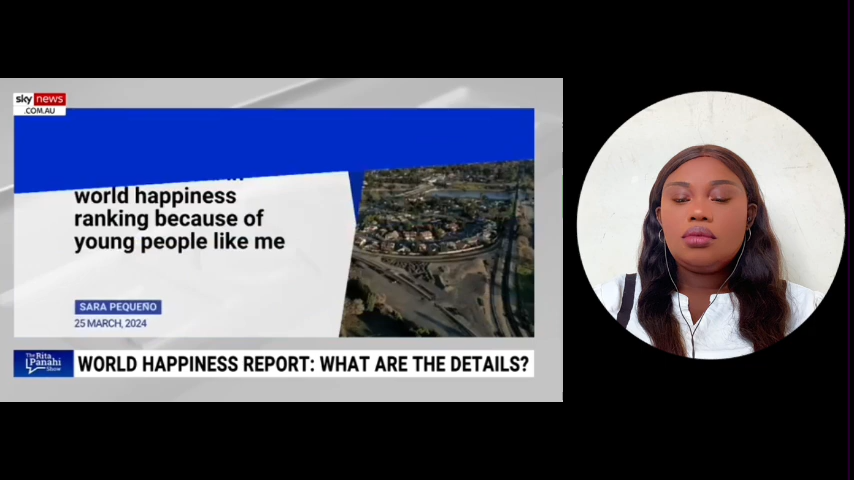 sky news
.COM.AU
world happiness
ranking because of
young people like me
SARA PEQUEÑO
25 MARCH, 2024
The Rita Panahi Show
WORLD HAPPINESS REPORT: WHAT ARE THE DETAILS?